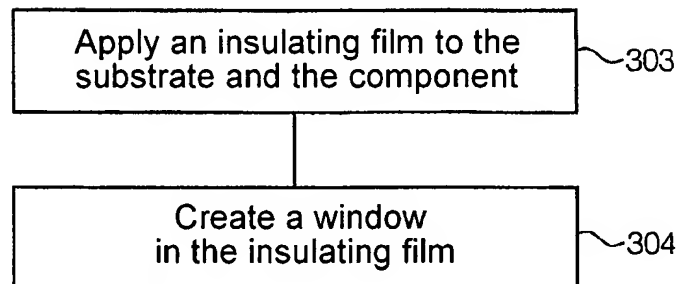 Apply an insulating film to the
substrate and the component
303
Create a window
in the insulating film
304